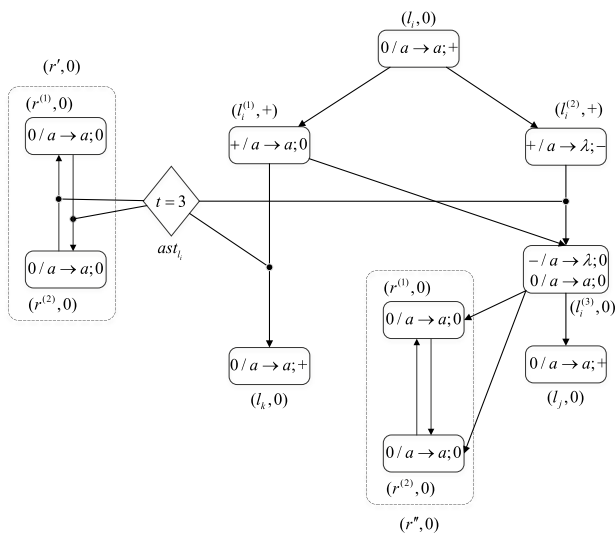 (l_i, 0)
0 / a → a; +
(r′, 0)
(r^(1), 0)
0 / a → a; 0
(l_i^(1), +)
+ / a → a; 0
(l_i^(2), +)
+ / a → λ; −
t = 3
ast_{l_i}
0 / a → a; 0
(r^(2), 0)
− / a → λ; 0
0 / a → a; 0
(l_i^(3), 0)
(r^(1), 0)
0 / a → a; 0
0 / a → a; +
(l_k, 0)
0 / a → a; +
(l_j, 0)
0 / a → a; 0
(r^(2), 0)
(r″, 0)